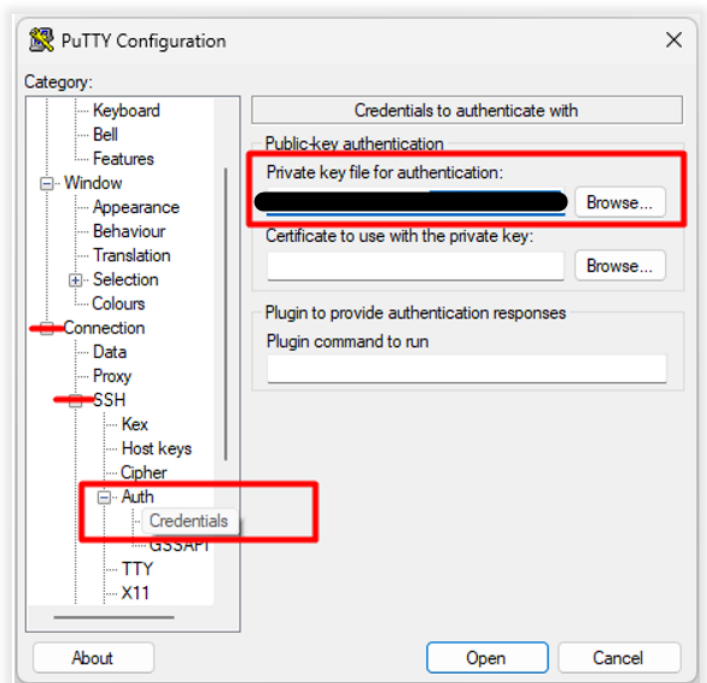 PuTTY Configuration
Category:
Keyboard
Bell
Features
Window
Appearance
Behaviour
Translation
Selection
Colours
Connection
Data
Proxy
SSH
Kex
Host keys
Cipher
Auth
Credentials
GSSAPI
TTY
X11
Credentials to authenticate with
Public-key authentication
Private key file for authentication:
Browse...
Certificate to use with the private key:
Browse...
Plugin to provide authentication responses
Plugin command to run
About
Open
Cancel